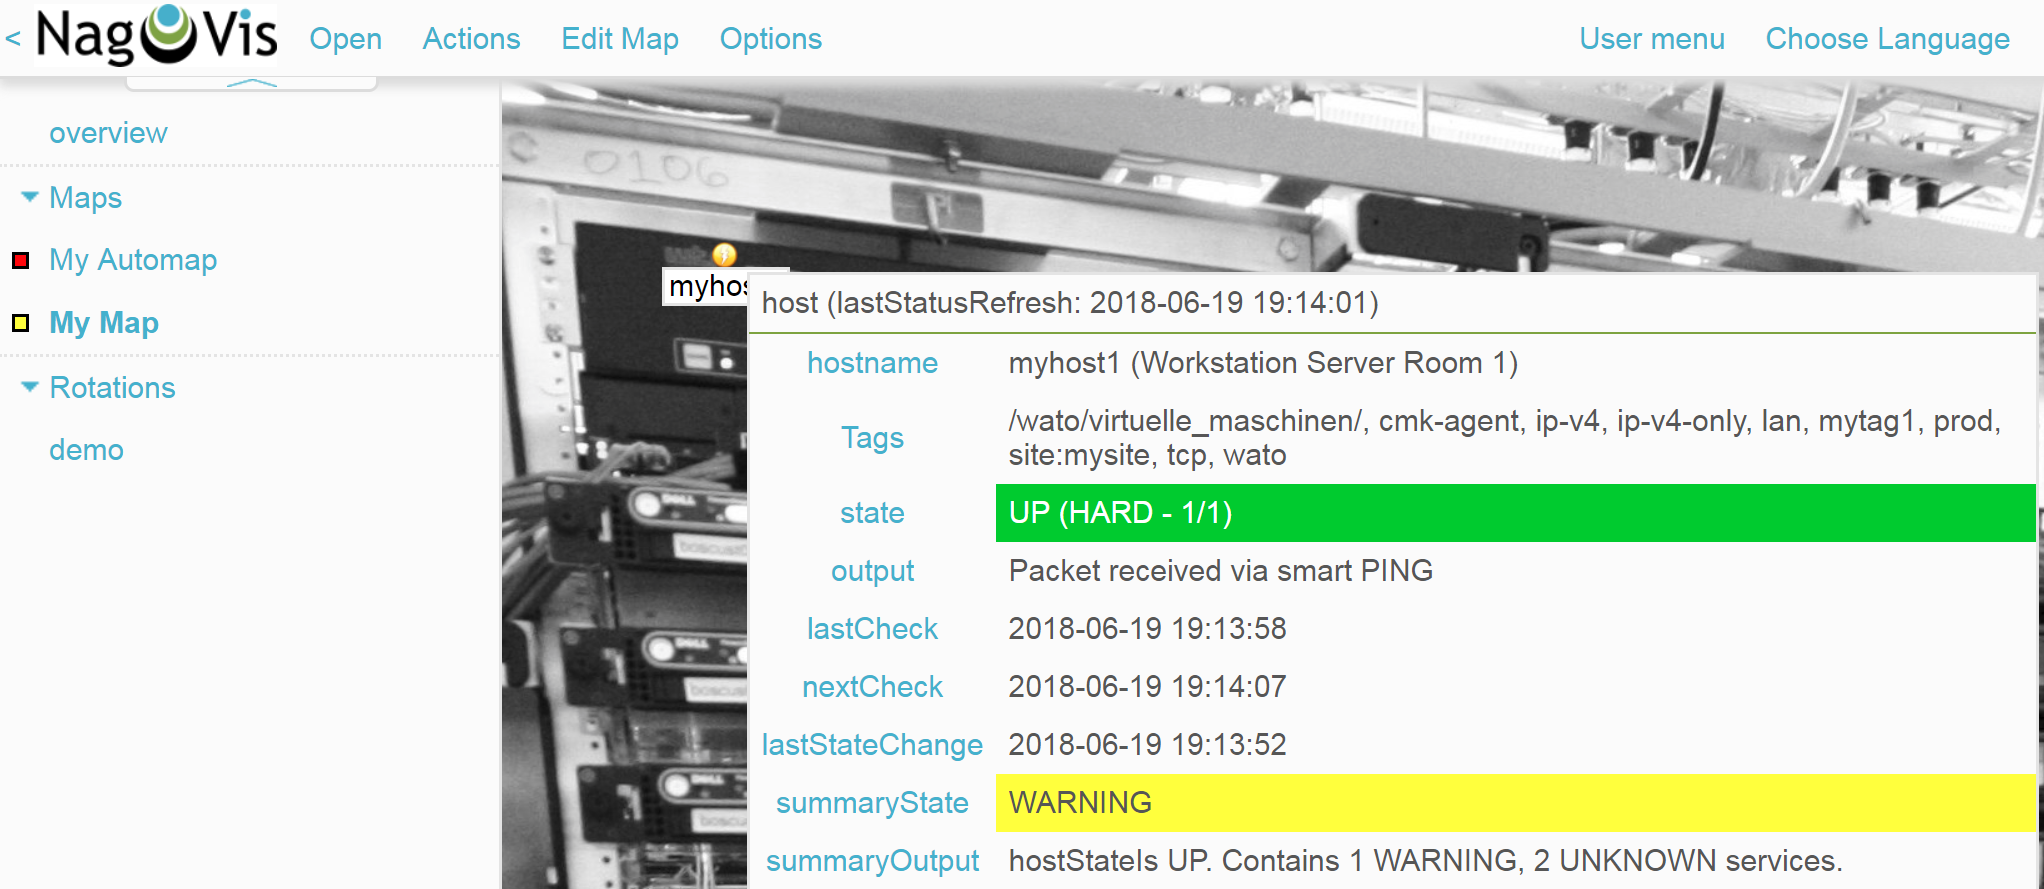 < NagVis Open Actions Edit Map Options User menu Choose Language
overview
Maps
My Automap
My Map
Rotations
demo
0106
myhos
host (lastStatusRefresh: 2018-06-19 19:14:01)
hostname myhost1 (Workstation Server Room 1)
Tags /wato/virtuelle_maschinen/, cmk-agent, ip-v4, ip-v4-only, lan, mytag1, prod,
site:mysite, tcp, wato
state UP (HARD - 1/1)
output Packet received via smart PING
lastCheck 2018-06-19 19:13:58
nextCheck 2018-06-19 19:14:07
lastStateChange 2018-06-19 19:13:52
summaryState WARNING
summaryOutput hostStateIs UP. Contains 1 WARNING, 2 UNKNOWN services.
DELL
DELL
DELL